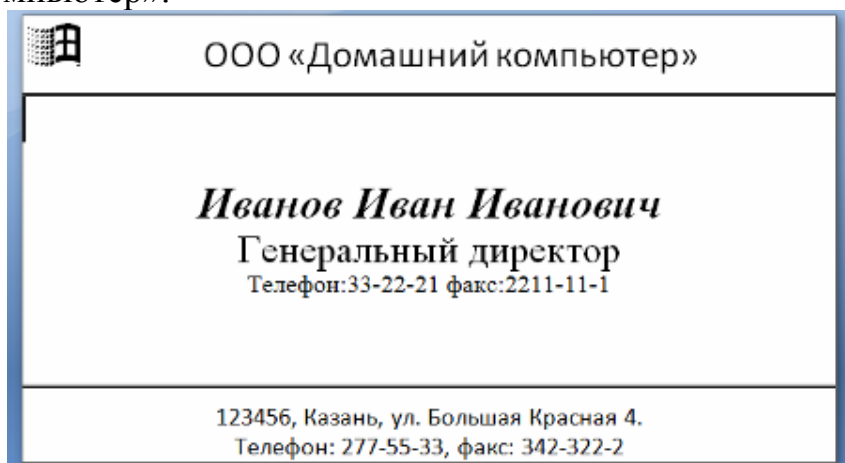 ООО «Домашний компьютер»
Иванов Иван Иванович
Генеральный директор
Телефон:33-22-21 факс:2211-11-1
123456, Казань, ул. Большая Красная 4.
Телефон: 277-55-33, факс: 342-322-2